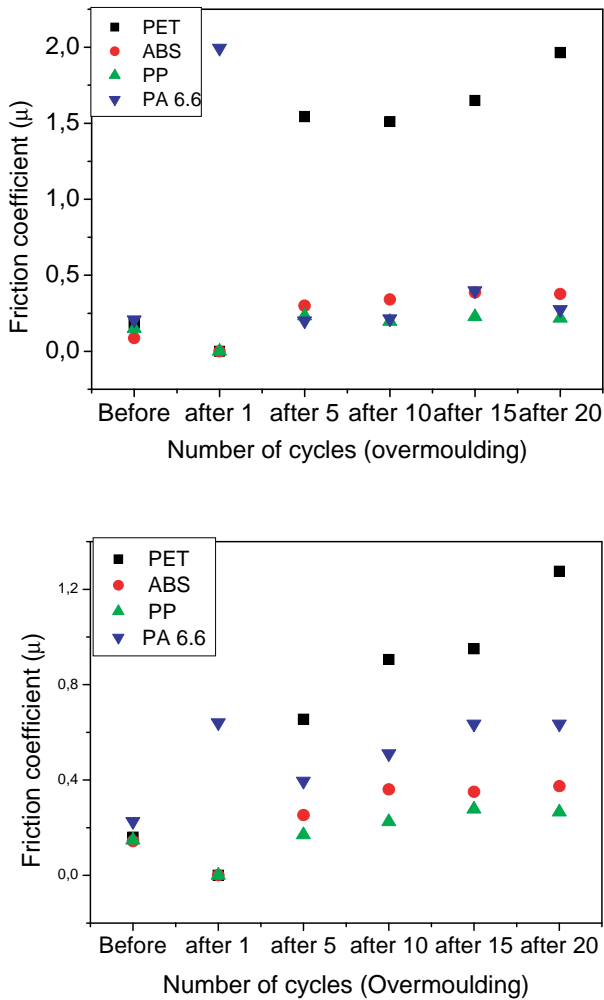 PET
ABS
PP
PA 6.6
2,0
1,5
1,0
0,5
0,0
Friction coefficient (μ)
Before after 1 after 5 after 10 after 15 after 20
Number of cycles (overmoulding)
PET
ABS
PP
PA 6.6
1,2
0,8
0,4
0,0
Friction coefficient (μ)
Before after 1 after 5 after 10 after 15 after 20
Number of cycles (Overmoulding)